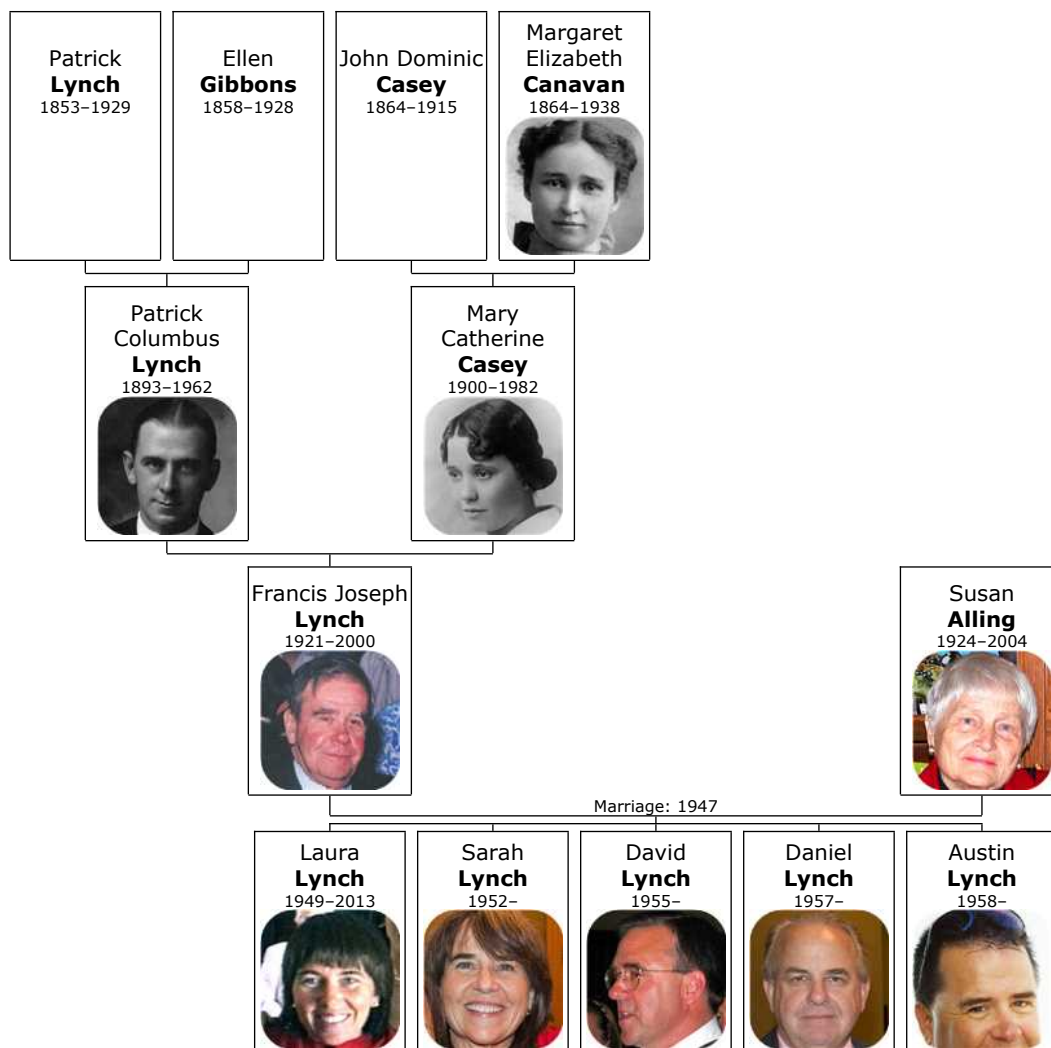 Patrick
Lynch
1853–1929
Ellen
Gibbons
1858–1928
John Dominic
Casey
1864–1915
Margaret
Elizabeth
Canavan
1864–1938
Patrick
Columbus
Lynch
1893–1962
Mary
Catherine
Casey
1900–1982
Francis Joseph
Lynch
1921–2000
Susan
Alling
1924–2004
Marriage: 1947
Laura
Lynch
1949–2013
Sarah
Lynch
1952–
David
Lynch
1955–
Daniel
Lynch
1957–
Austin
Lynch
1958–